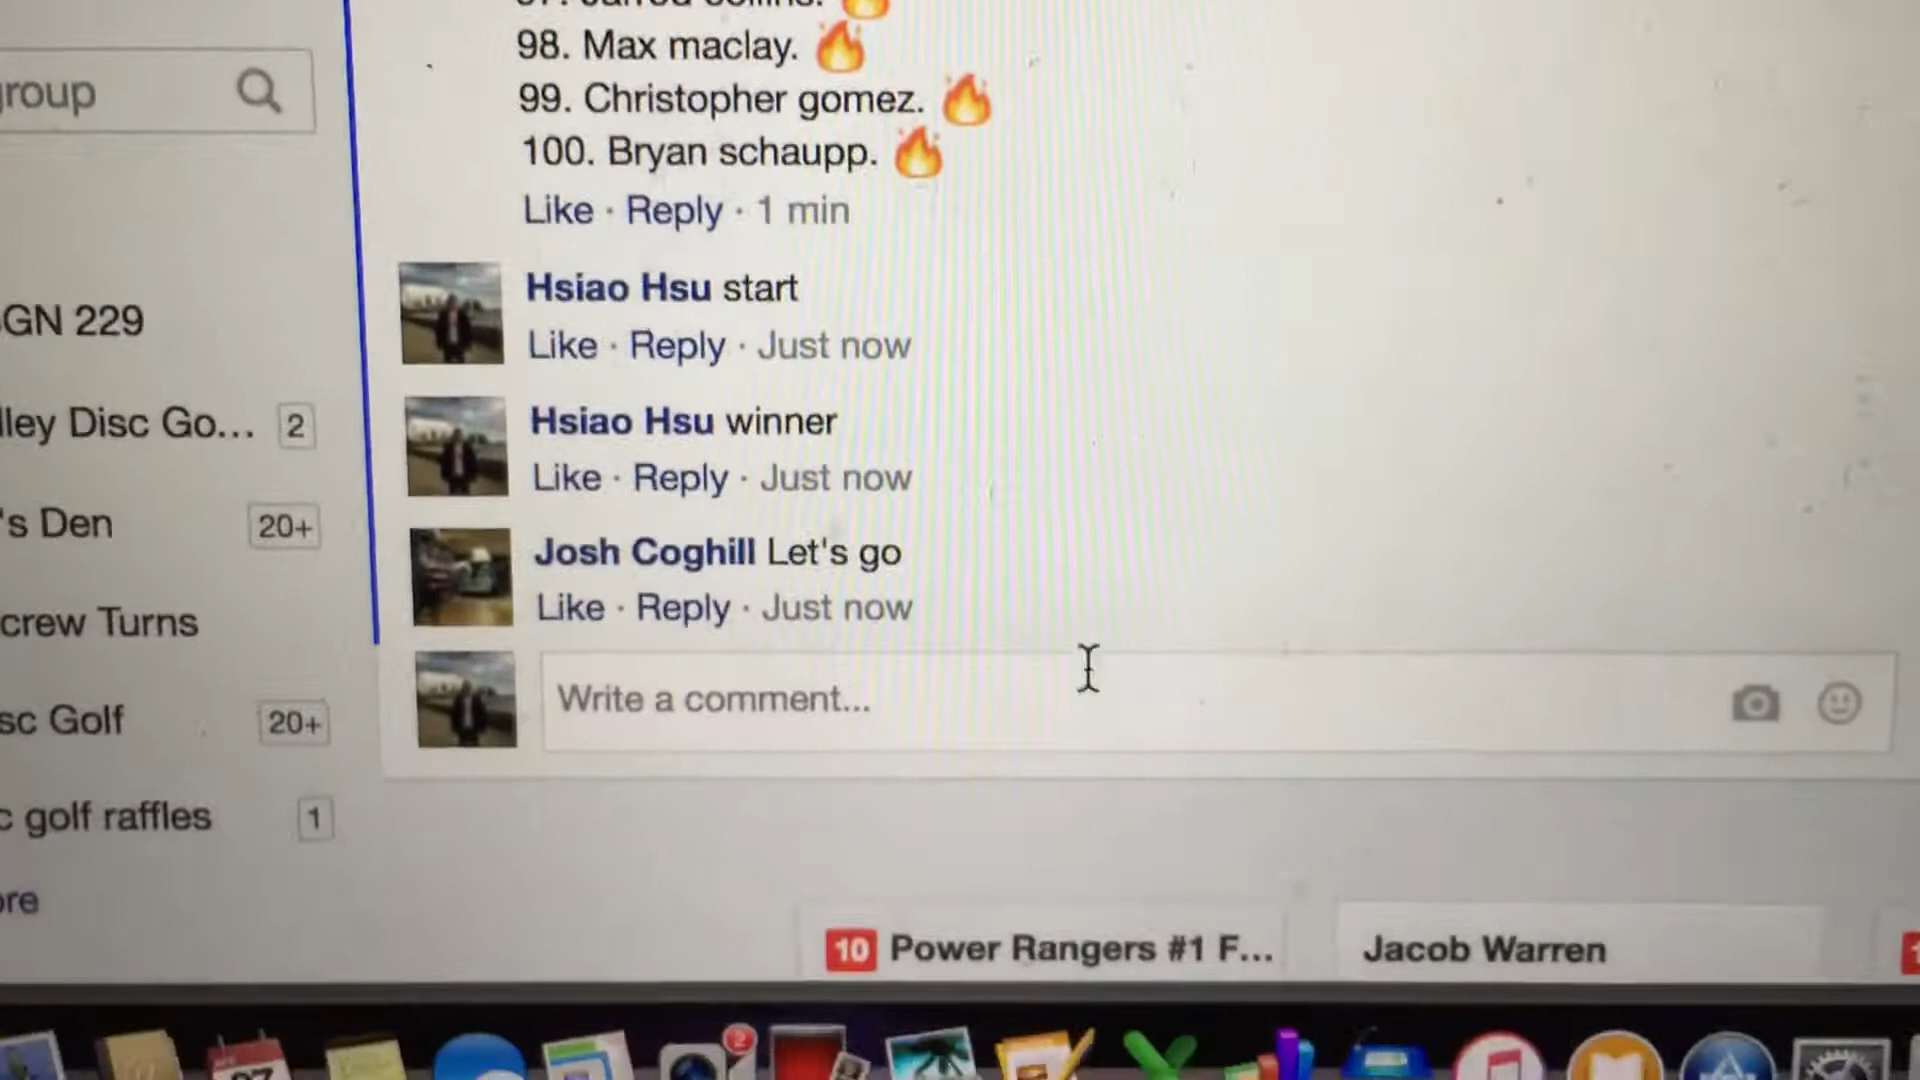 98. Max maclay.
99. Christopher gomez.
100. Bryan schaupp.
Like · Reply · 1 min
Hsiao Hsu start
Like · Reply · Just now
Hsiao Hsu winner
Like · Reply · Just now
Josh Coghill Let's go
Like · Reply · Just now
Write a comment...
group
GN 229
lley Disc Go... 2
's Den 20+
crew Turns
sc Golf 20+
c golf raffles 1
ore
10 Power Rangers #1 F...
Jacob Warren
2